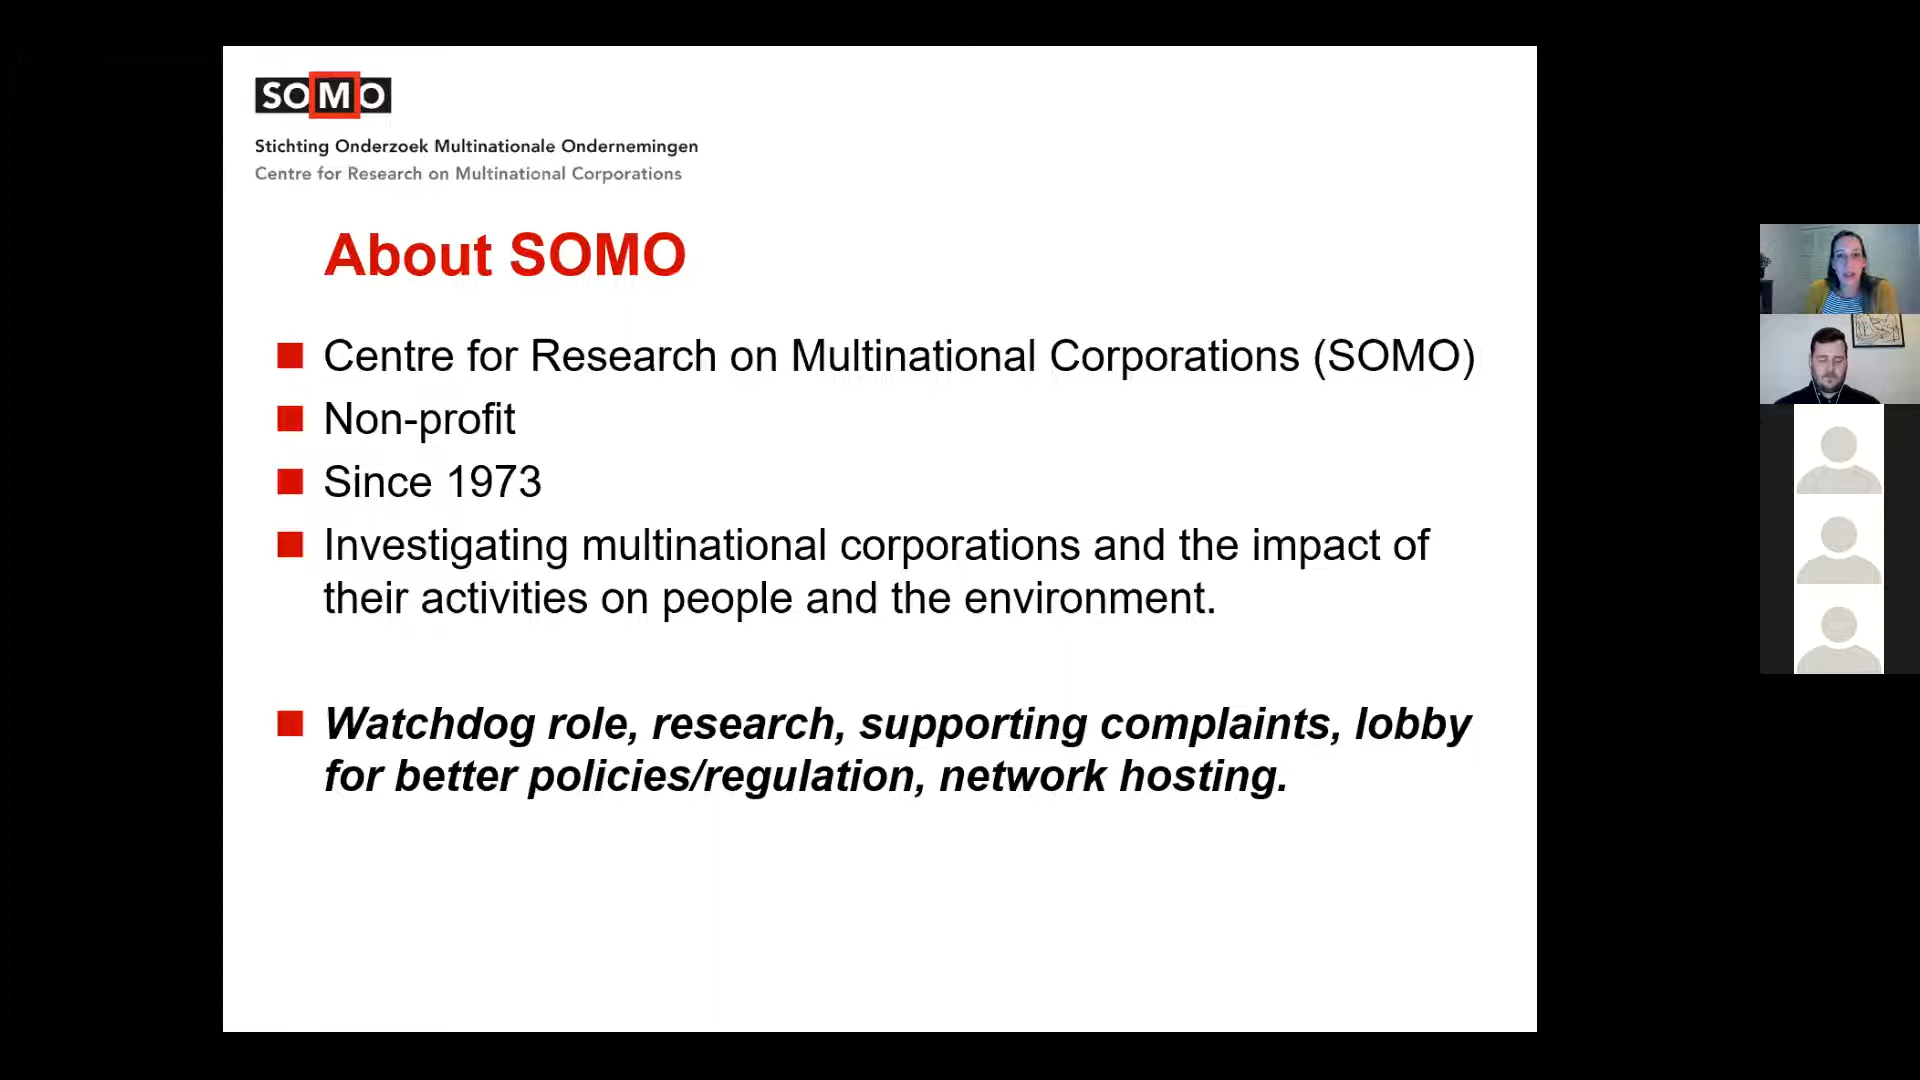 SOMO
Stichting Onderzoek Multinationale Ondernemingen
Centre for Research on Multinational Corporations
About SOMO
Centre for Research on Multinational Corporations (SOMO)
Non-profit
Since 1973
Investigating multinational corporations and the impact of
their activities on people and the environment.
Watchdog role, research, supporting complaints, lobby
for better policies/regulation, network hosting.